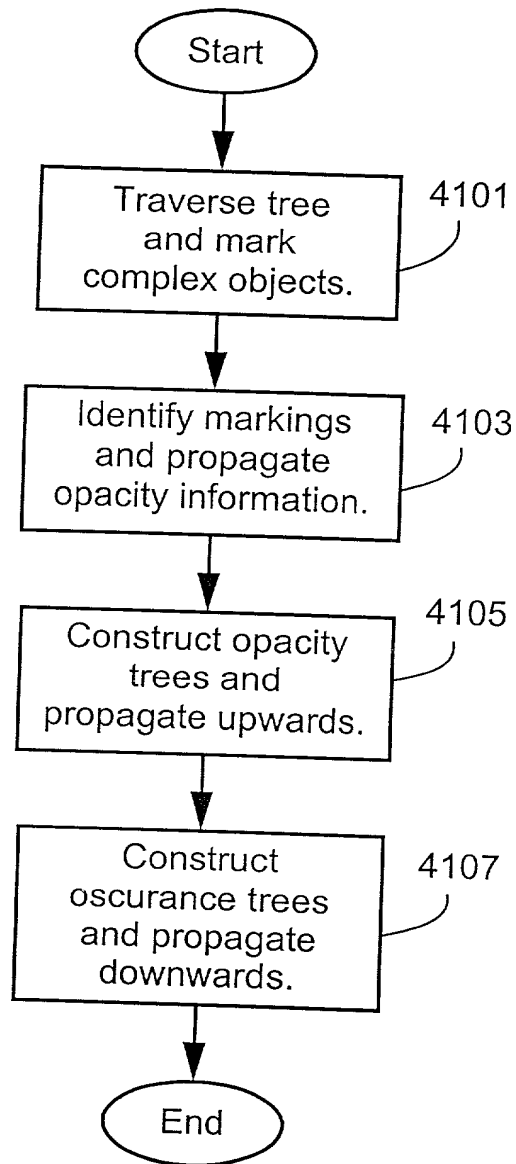 Start
Traverse tree
and mark
complex objects.
4101
Identify markings
and propagate
opacity information.
4103
Construct opacity
trees and
propagate upwards.
4105
Construct
oscurance trees
and propagate
downwards.
4107
End